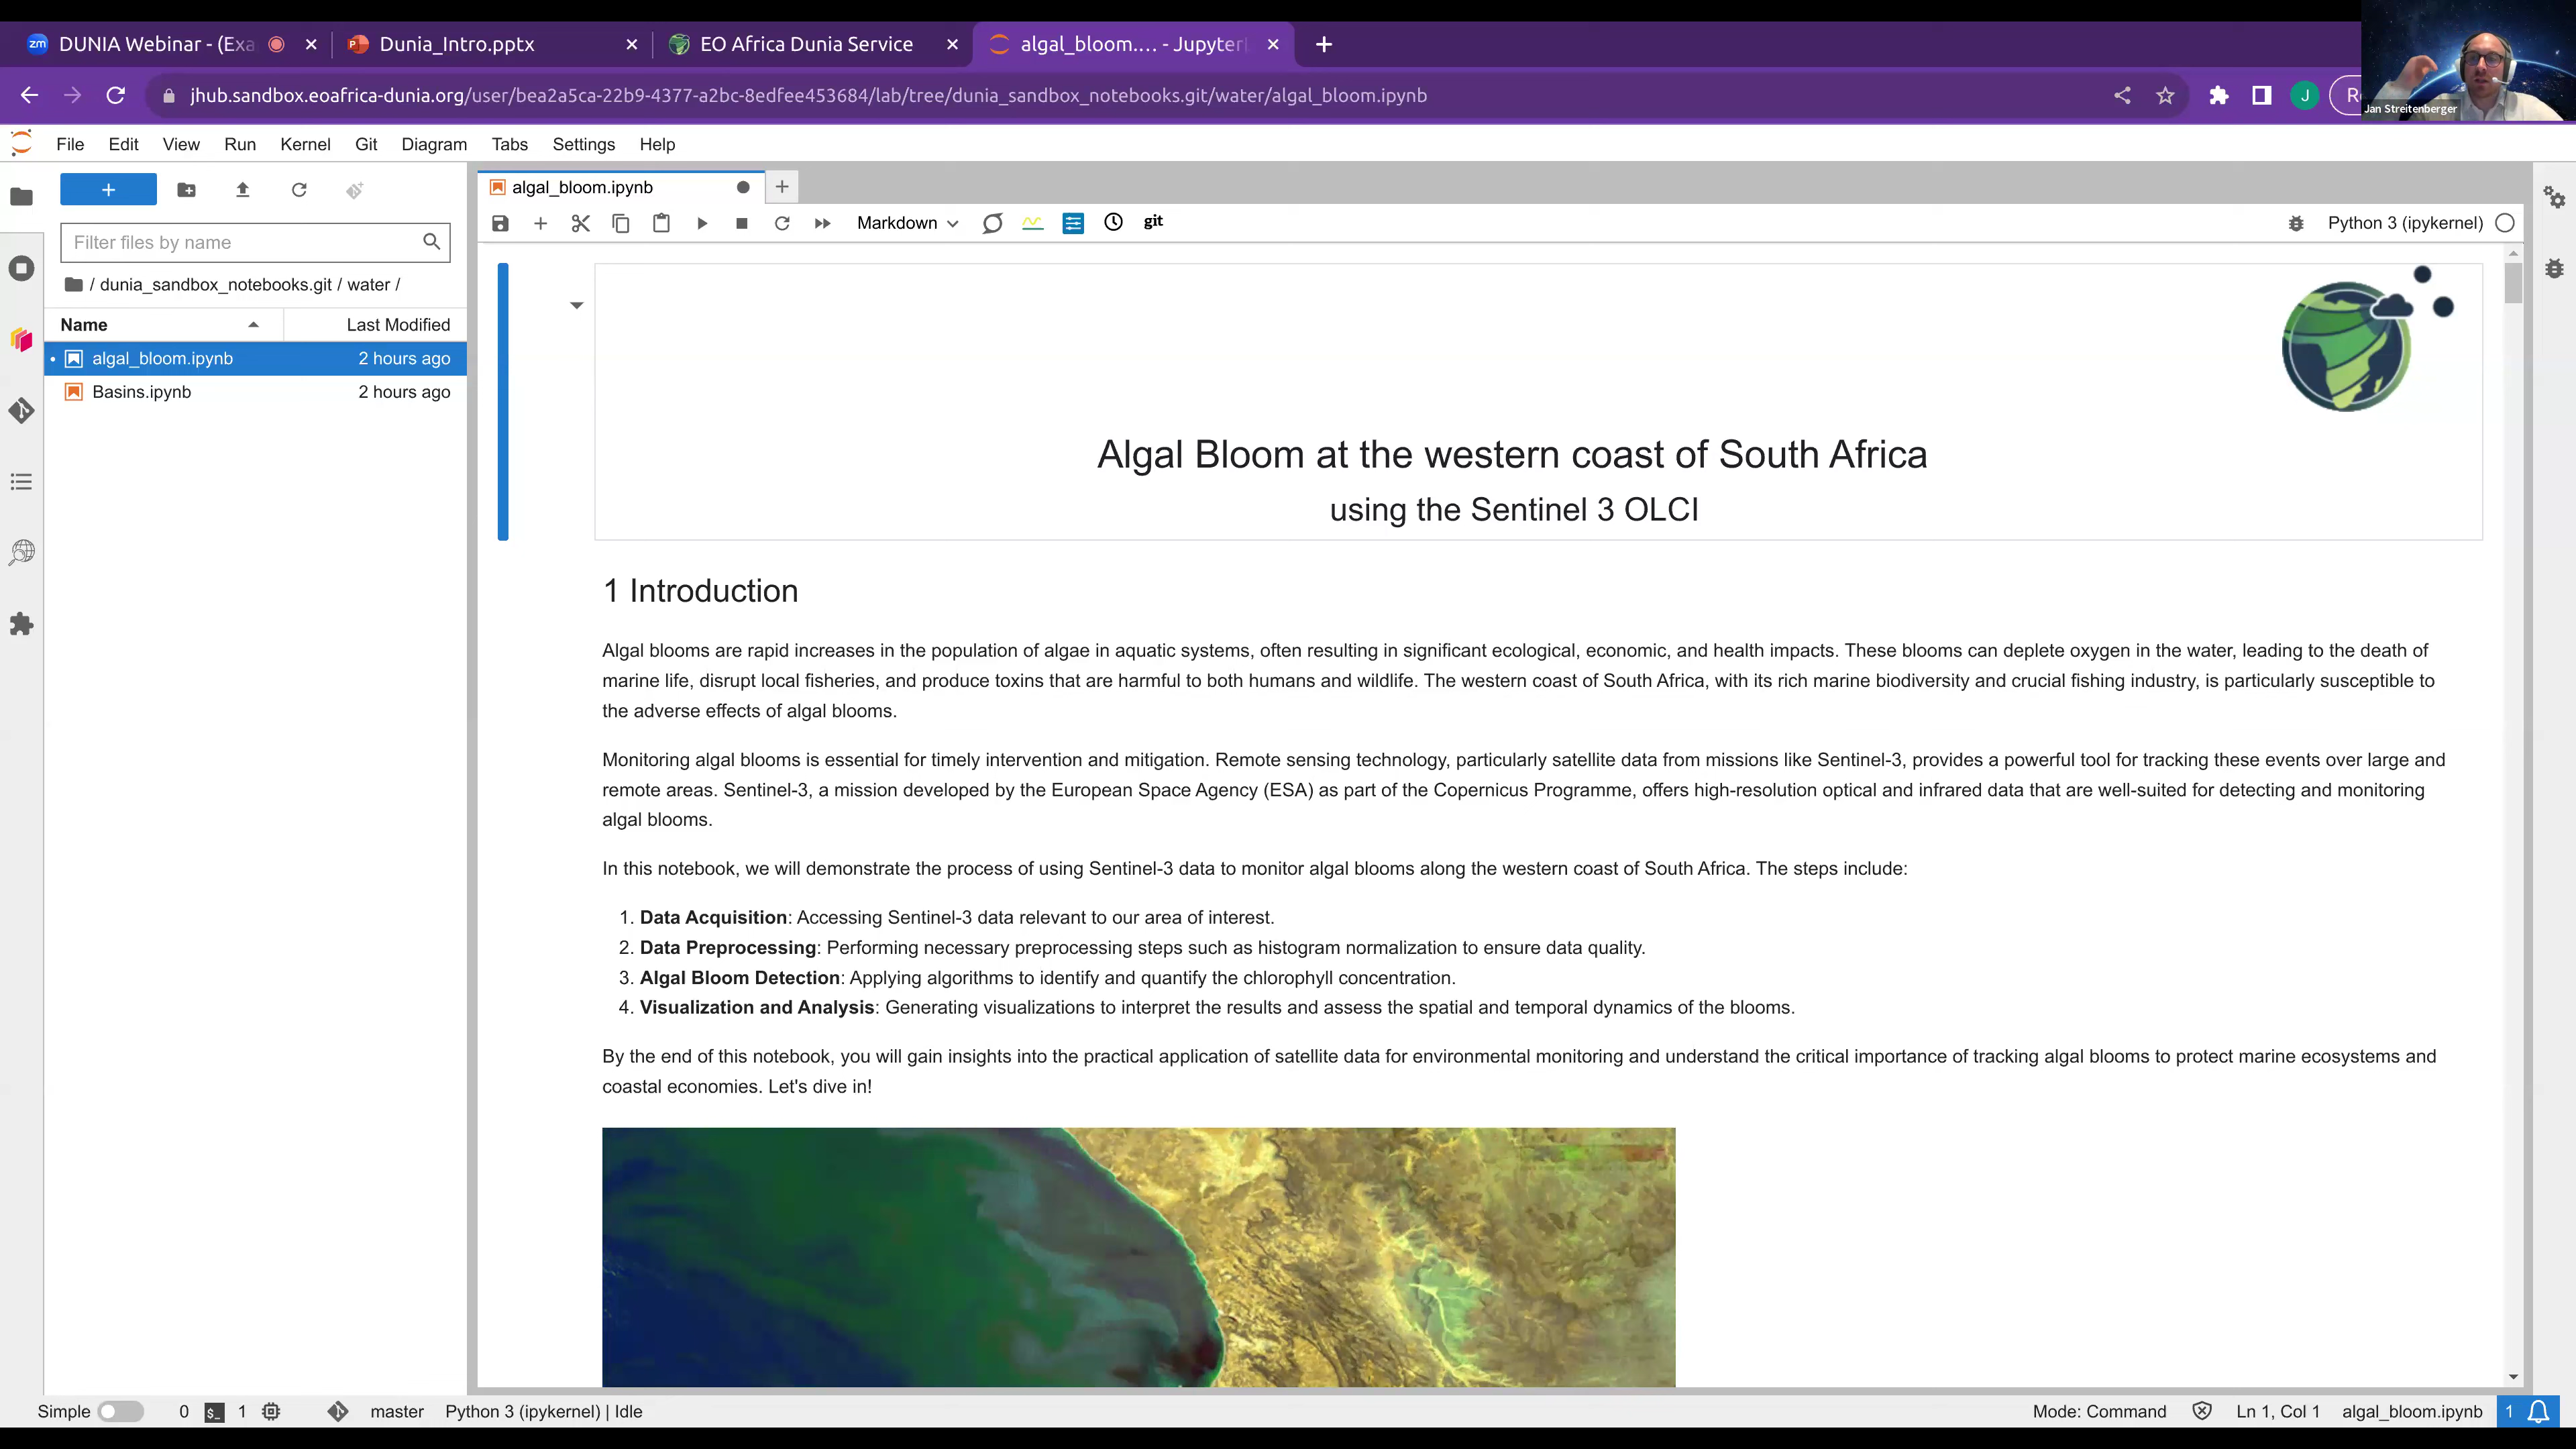 zm DUNIA Webinar - (Exa
Dunia_Intro.pptx
EO Africa Dunia Service
algal_bloom.… - Jupyter
jhub.sandbox.eoafrica-dunia.org/user/bea2a5ca-22b9-4377-a2bc-8edfee453684/lab/tree/dunia_sandbox_notebooks.git/water/algal_bloom.ipynb
J
Jan Streitenberger
File Edit View Run Kernel Git Diagram Tabs Settings Help
algal_bloom.ipynb
Filter files by name
Markdown
git
Python 3 (ipykernel)
/ dunia_sandbox_notebooks.git / water /
Name Last Modified
algal_bloom.ipynb 2 hours ago
Basins.ipynb 2 hours ago
Algal Bloom at the western coast of South Africa
using the Sentinel 3 OLCI
1 Introduction
Algal blooms are rapid increases in the population of algae in aquatic systems, often resulting in significant ecological, economic, and health impacts. These blooms can deplete oxygen in the water, leading to the death of
marine life, disrupt local fisheries, and produce toxins that are harmful to both humans and wildlife. The western coast of South Africa, with its rich marine biodiversity and crucial fishing industry, is particularly susceptible to
the adverse effects of algal blooms.
Monitoring algal blooms is essential for timely intervention and mitigation. Remote sensing technology, particularly satellite data from missions like Sentinel-3, provides a powerful tool for tracking these events over large and
remote areas. Sentinel-3, a mission developed by the European Space Agency (ESA) as part of the Copernicus Programme, offers high-resolution optical and infrared data that are well-suited for detecting and monitoring
algal blooms.
In this notebook, we will demonstrate the process of using Sentinel-3 data to monitor algal blooms along the western coast of South Africa. The steps include:
1. Data Acquisition: Accessing Sentinel-3 data relevant to our area of interest.
2. Data Preprocessing: Performing necessary preprocessing steps such as histogram normalization to ensure data quality.
3. Algal Bloom Detection: Applying algorithms to identify and quantify the chlorophyll concentration.
4. Visualization and Analysis: Generating visualizations to interpret the results and assess the spatial and temporal dynamics of the blooms.
By the end of this notebook, you will gain insights into the practical application of satellite data for environmental monitoring and understand the critical importance of tracking algal blooms to protect marine ecosystems and
coastal economies. Let's dive in!
Simple 0 1 master Python 3 (ipykernel) | Idle
Mode: Command Ln 1, Col 1 algal_bloom.ipynb 1